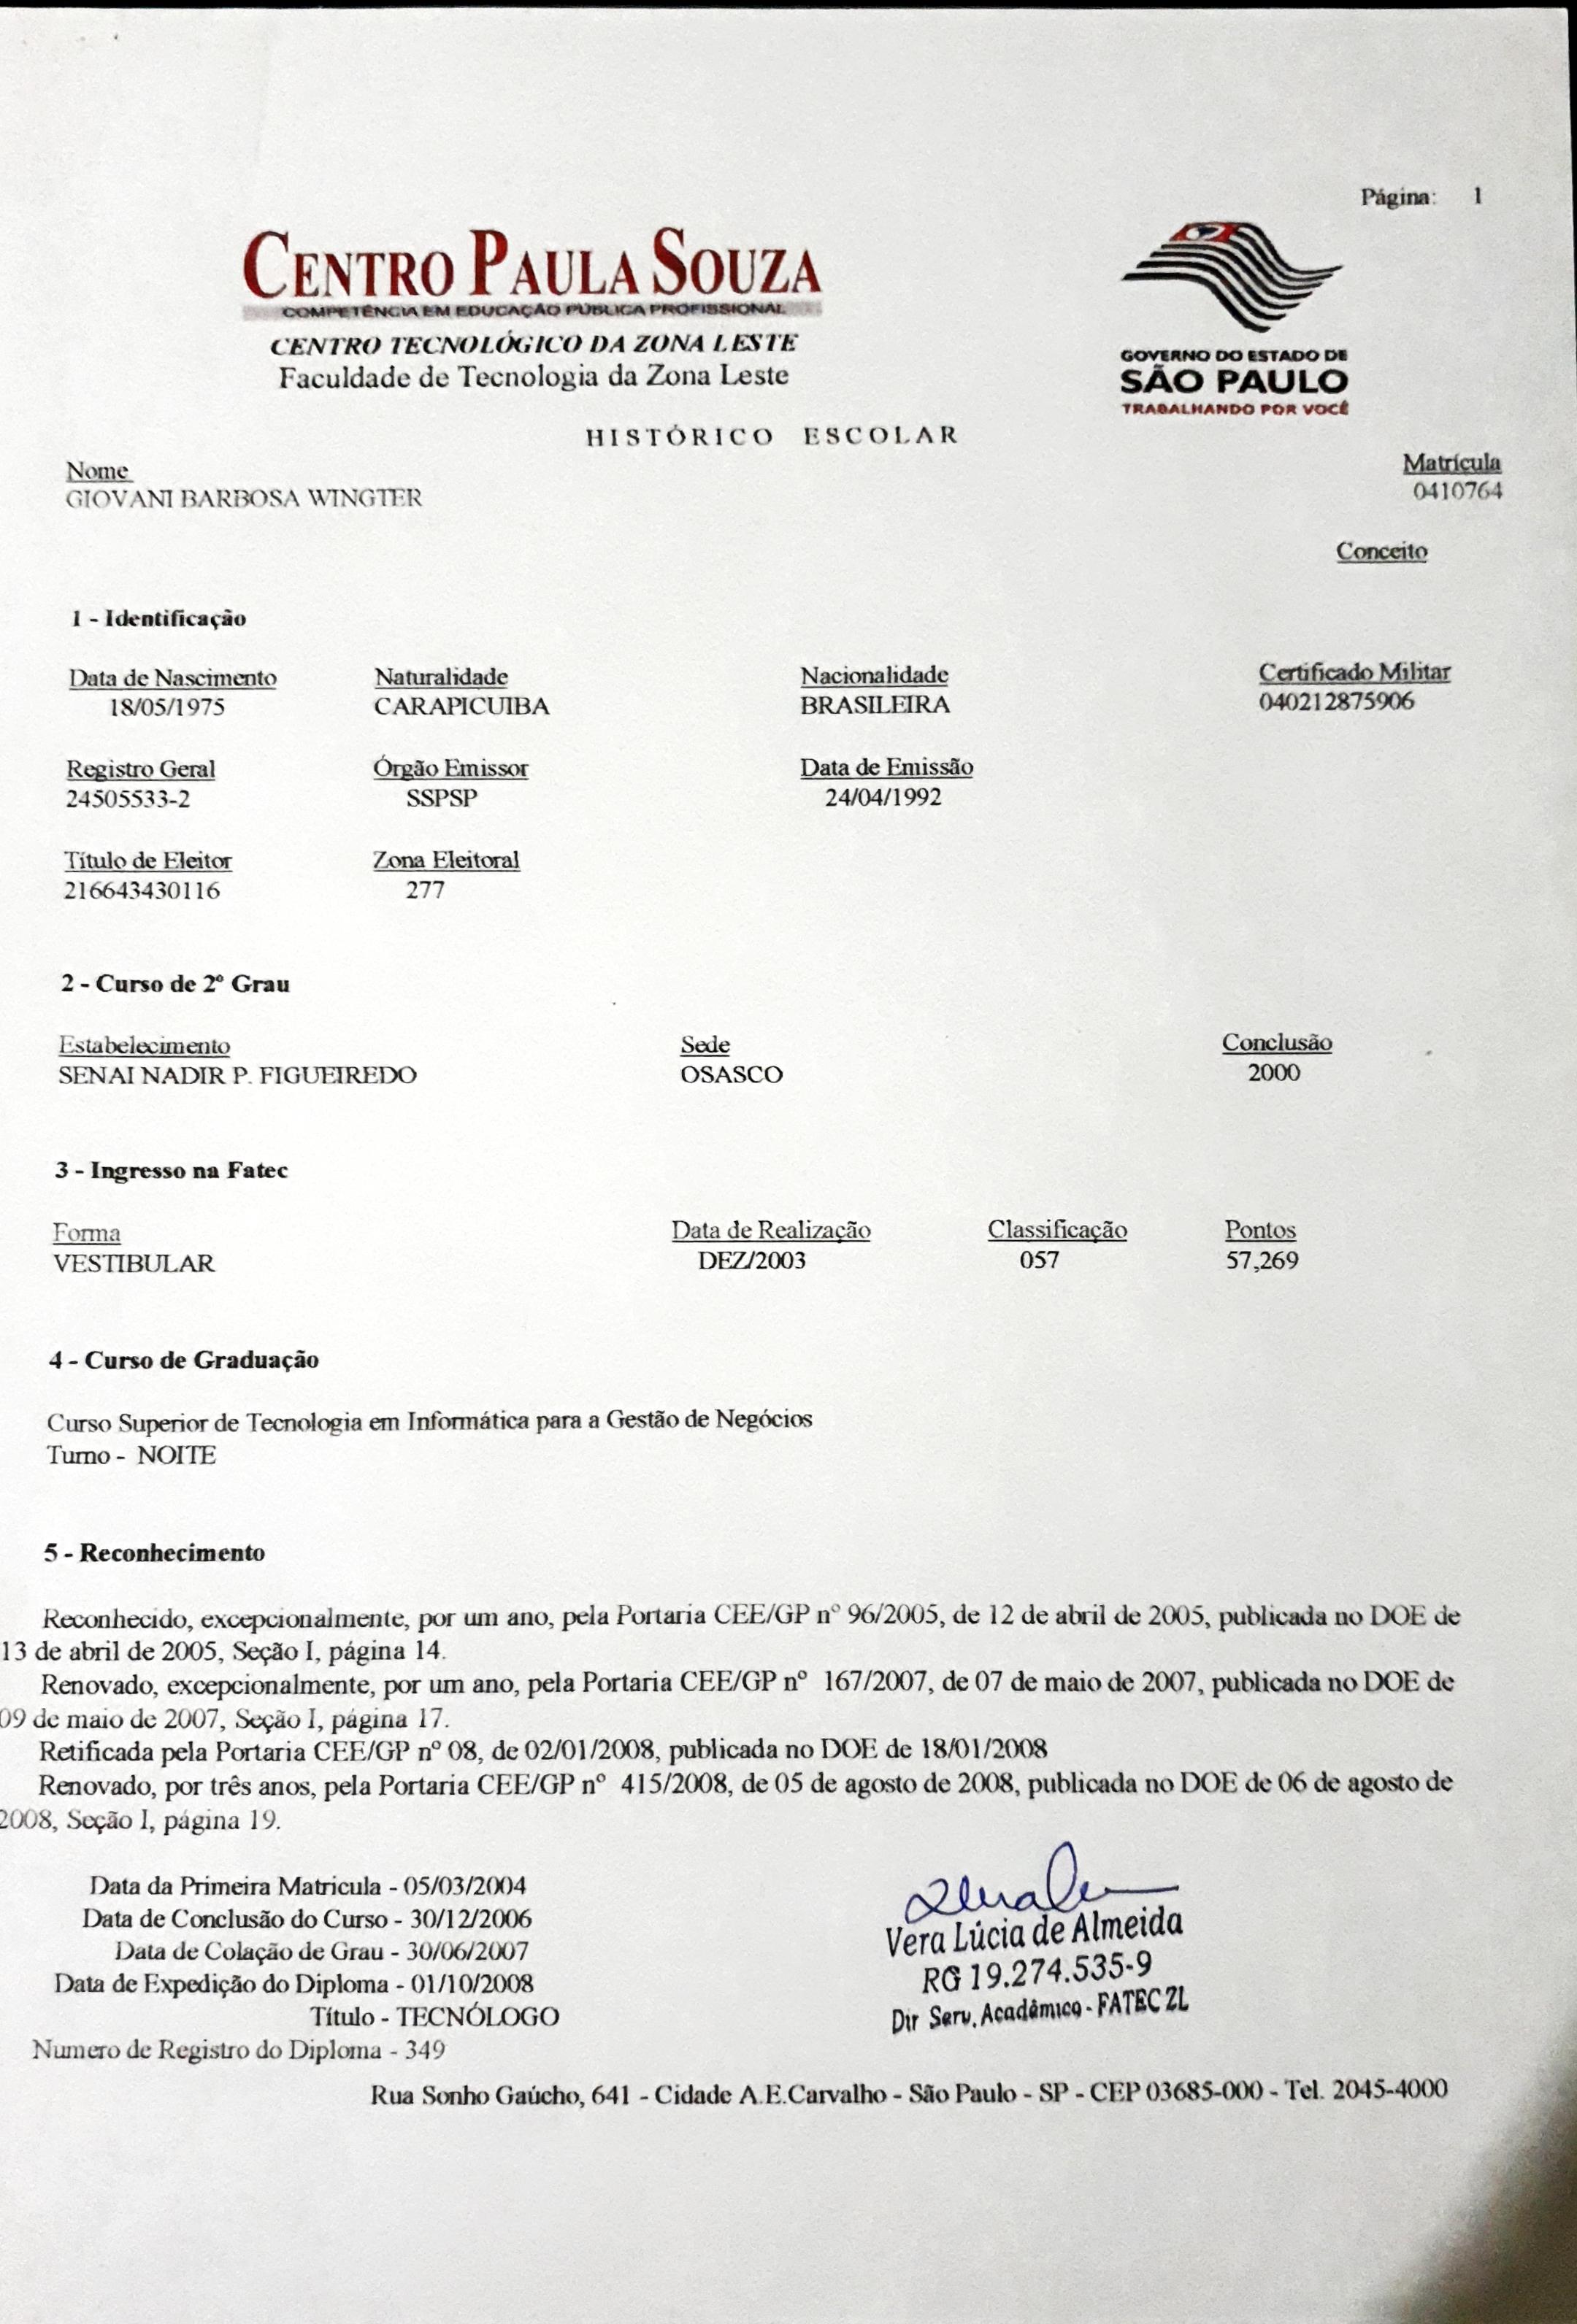 Página: 1
CENTRO PAULA SOUZA
COMPETÊNCIA EM EDUCAÇÃO PÚBLICA PROFISSIONAL
CENTRO TECNOLÓGICO DA ZONA LESTE
Faculdade de Tecnologia da Zona Leste
GOVERNO DO ESTADO DE
SÃO PAULO
TRABALHANDO POR VOCÊ
HISTÓRICO ESCOLAR
Nome Matrícula
GIOVANI BARBOSA WINGTER 0410764
Conceito
1 - Identificação
Data de Nascimento Naturalidade Nacionalidade Certificado Militar
18/05/1975 CARAPICUIBA BRASILEIRA 040212875906
Registro Geral Órgão Emissor Data de Emissão
24505533-2 SSPSP 24/04/1992
Título de Eleitor Zona Eleitoral
216643430116 277
2 - Curso de 2º Grau
Estabelecimento Sede Conclusão
SENAI NADIR P. FIGUEIREDO OSASCO 2000
3 - Ingresso na Fatec
Forma Data de Realização Classificação Pontos
VESTIBULAR DEZ/2003 057 57,269
4 - Curso de Graduação
Curso Superior de Tecnologia em Informática para a Gestão de Negócios
Turno - NOITE
5 - Reconhecimento
Reconhecido, excepcionalmente, por um ano, pela Portaria CEE/GP nº 96/2005, de 12 de abril de 2005, publicada no DOE de
13 de abril de 2005, Seção I, página 14.
Renovado, excepcionalmente, por um ano, pela Portaria CEE/GP nº 167/2007, de 07 de maio de 2007, publicada no DOE de
09 de maio de 2007, Seção I, página 17.
Retificada pela Portaria CEE/GP nº 08, de 02/01/2008, publicada no DOE de 18/01/2008
Renovado, por três anos, pela Portaria CEE/GP nº 415/2008, de 05 de agosto de 2008, publicada no DOE de 06 de agosto de
2008, Seção I, página 19.
Data da Primeira Matricula - 05/03/2004
Data de Conclusão do Curso - 30/12/2006
Data de Colação de Grau - 30/06/2007
Data de Expedição do Diploma - 01/10/2008
Título - TECNÓLOGO
Numero de Registro do Diploma - 349
Vera Lúcia de Almeida
RG 19.274.535-9
Dir Serv. Acadêmico - FATEC ZL
Rua Sonho Gaúcho, 641 - Cidade A.E.Carvalho - São Paulo - SP - CEP 03685-000 - Tel. 2045-4000